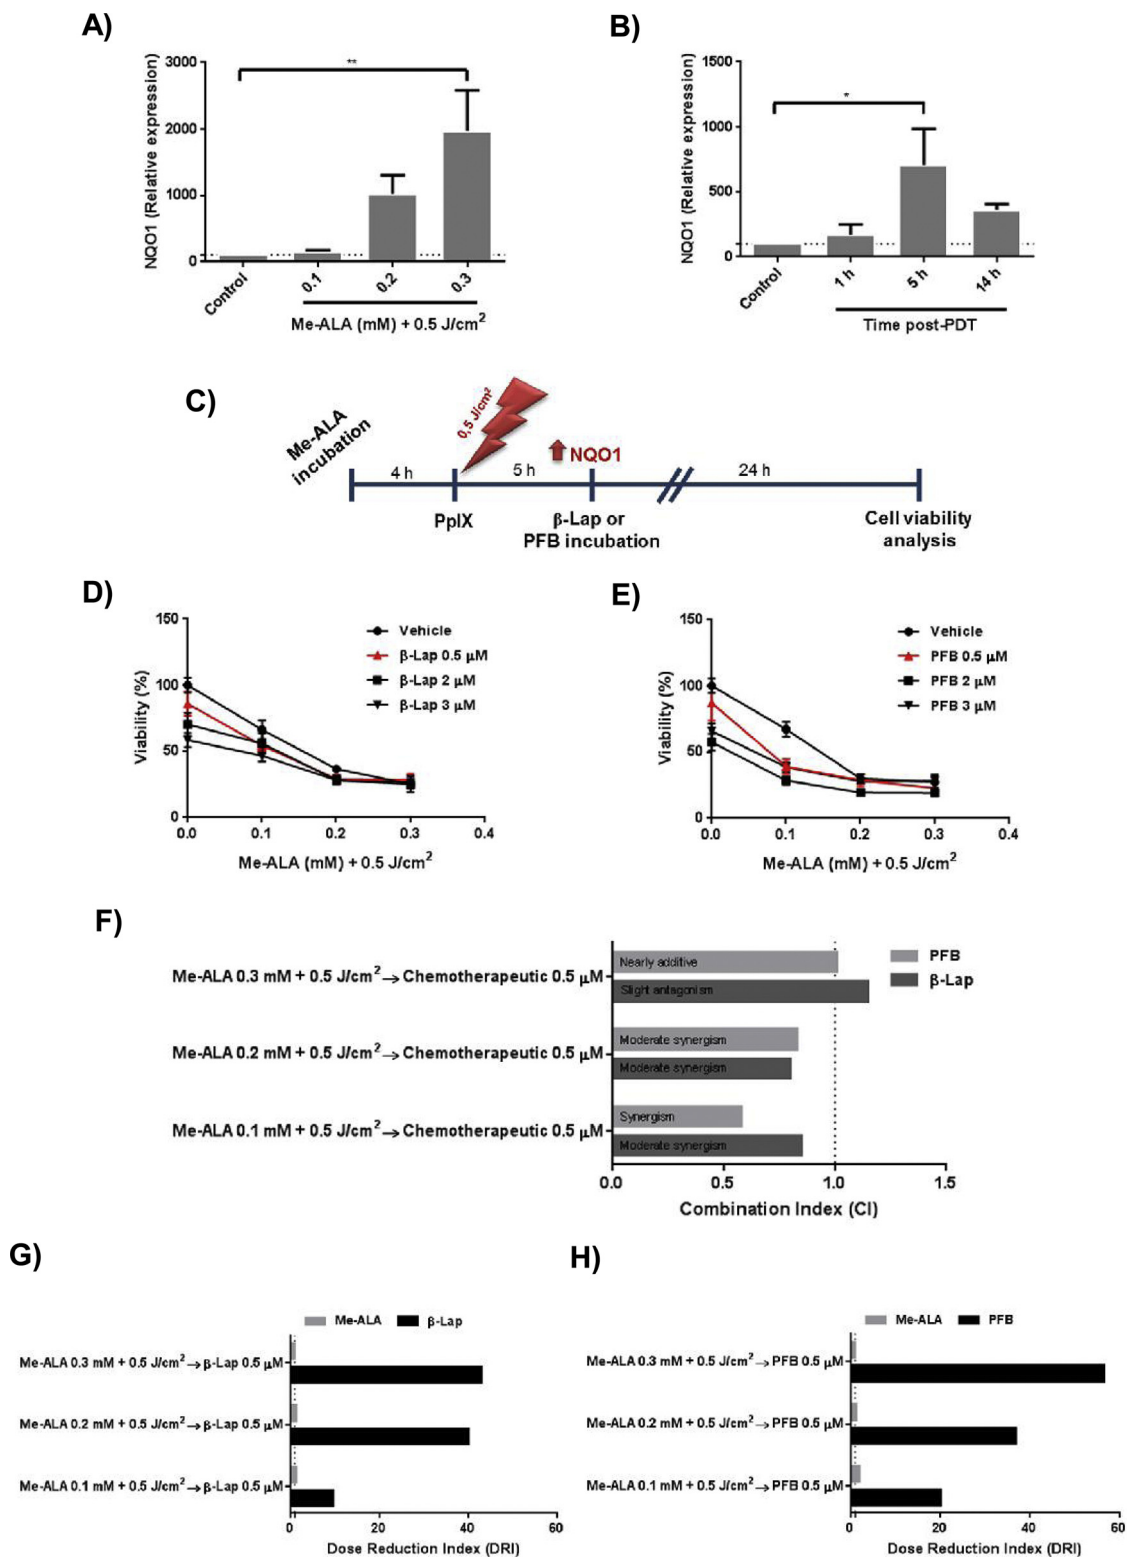 A)
B)
3000
2000
1000
0
NQO1 (Relative expression)
**
Control
0.1
0.2
0.3
Me-ALA (mM) + 0.5 J/cm²
1500
1000
500
0
NQO1 (Relative expression)
*
Control
1 h
5 h
14 h
Time post-PDT
C)
Me-ALA
incubation
0,5 J/cm²
NQO1
4 h
5 h
24 h
PpIX
β-Lap or
PFB incubation
Cell viability
analysis
D)
150
100
50
0
Viability (%)
Vehicle
β-Lap 0.5 μM
β-Lap 2 μM
β-Lap 3 μM
0.0
0.1
0.2
0.3
0.4
Me-ALA (mM) + 0.5 J/cm²
E)
150
100
50
0
Viability (%)
Vehicle
PFB 0.5 μM
PFB 2 μM
PFB 3 μM
0.0
0.1
0.2
0.3
0.4
Me-ALA (mM) + 0.5 J/cm²
F)
PFB
β-Lap
Me-ALA 0.3 mM + 0.5 J/cm² → Chemotherapeutic 0.5 μM
Nearly additive
Slight antagonism
Me-ALA 0.2 mM + 0.5 J/cm² → Chemotherapeutic 0.5 μM
Moderate synergism
Moderate synergism
Me-ALA 0.1 mM + 0.5 J/cm² → Chemotherapeutic 0.5 μM
Synergism
Moderate synergism
0.0
0.5
1.0
1.5
Combination Index (CI)
G)
Me-ALA
β-Lap
Me-ALA 0.3 mM + 0.5 J/cm² → β-Lap 0.5 μM
Me-ALA 0.2 mM + 0.5 J/cm² → β-Lap 0.5 μM
Me-ALA 0.1 mM + 0.5 J/cm² → β-Lap 0.5 μM
0
20
40
60
Dose Reduction Index (DRI)
H)
Me-ALA
PFB
Me-ALA 0.3 mM + 0.5 J/cm² → PFB 0.5 μM
Me-ALA 0.2 mM + 0.5 J/cm² → PFB 0.5 μM
Me-ALA 0.1 mM + 0.5 J/cm² → PFB 0.5 μM
0
20
40
60
Dose Reduction Index (DRI)